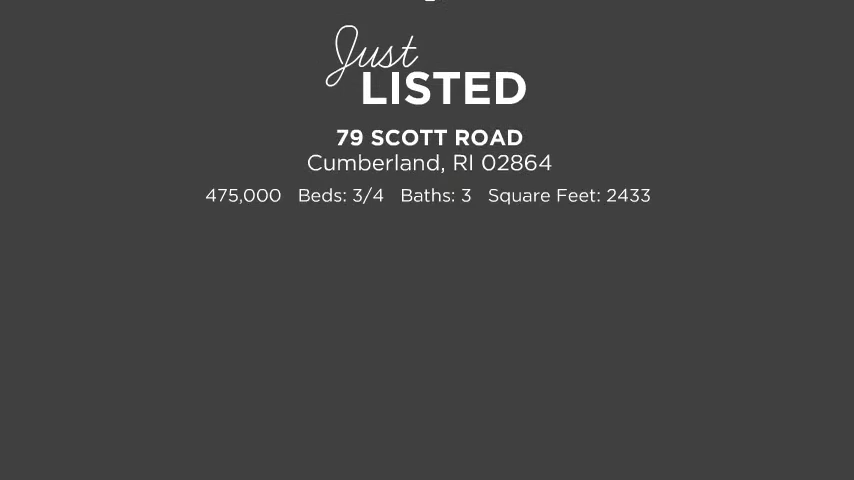 Just
LISTED
79 SCOTT ROAD
Cumberland, RI 02864
475,000 Beds: 3/4 Baths: 3 Square Feet: 2433